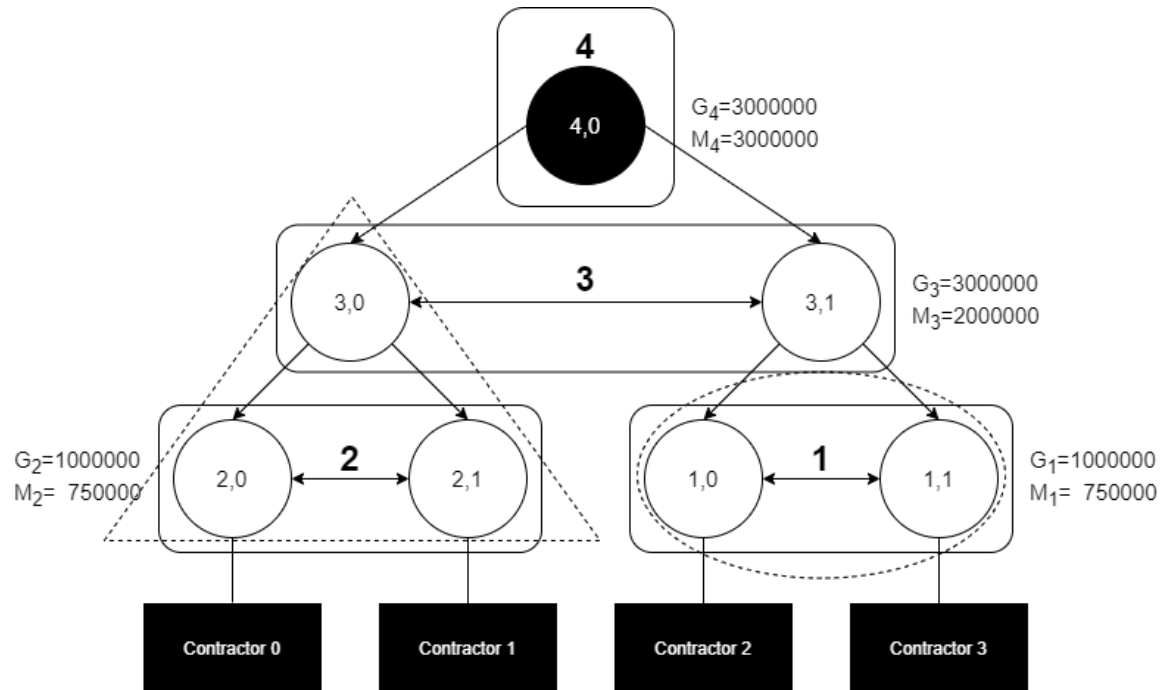 4
4,0
G4=3000000
M4=3000000
3,0
3
3,1
G3=3000000
M3=2000000
G2=1000000
M2= 750000
2,0
2
2,1
1,0
1
1,1
G1=1000000
M1= 750000
Contractor 0
Contractor 1
Contractor 2
Contractor 3